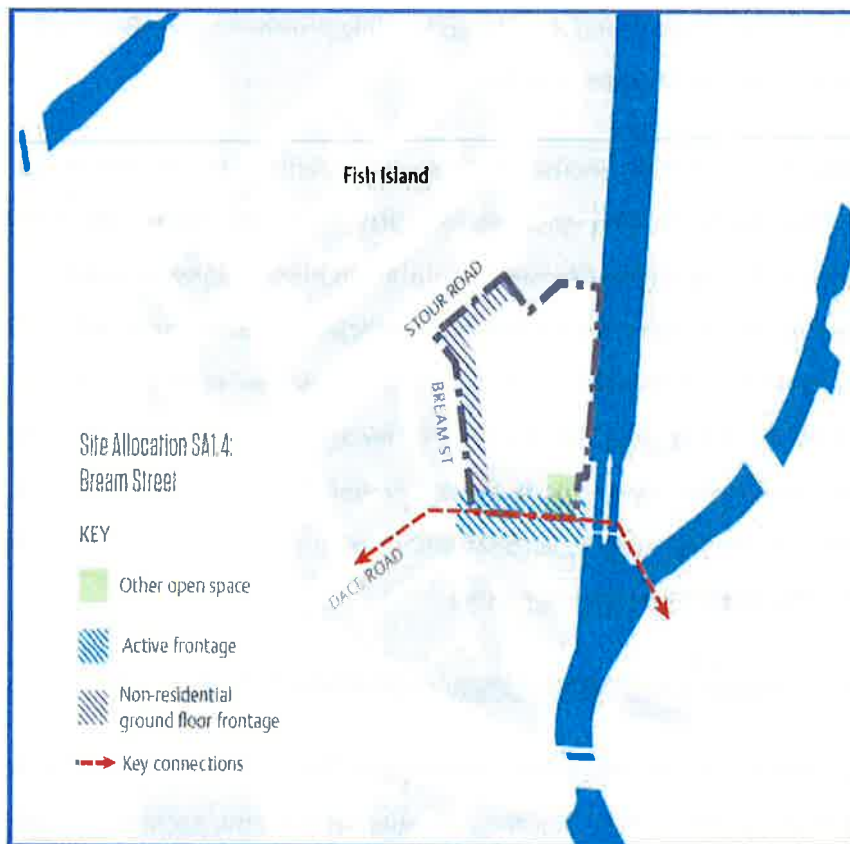 Fish Island
STOUR ROAD
BREAM ST
Site Allocation SA1.4:
Bream Street
KEY
DACE ROAD
Other open space
Active frontage
Non-residential
ground floor frontage
Key connections